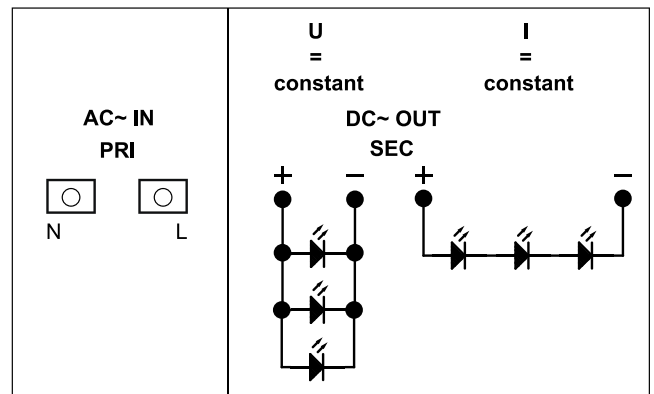 U
=
constant
I
=
constant
AC~ IN
PRI
N
L
DC~ OUT
SEC
+ −
+ −